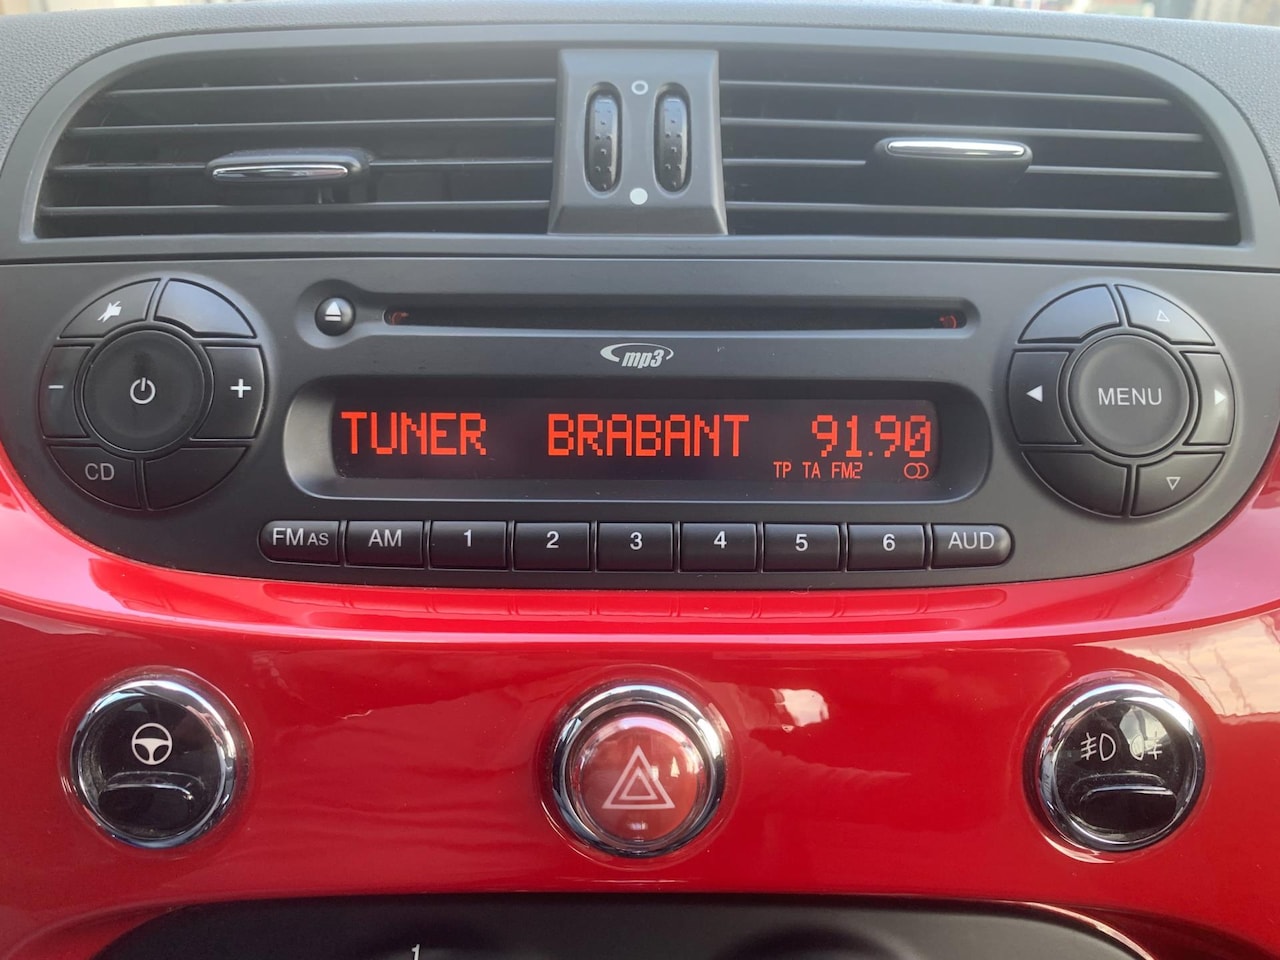 mp3
TUNER BRABANT 91.90
TP TA FM2
MENU
CD
FM AS AM 1 2 3 4 5 6 AUD
1